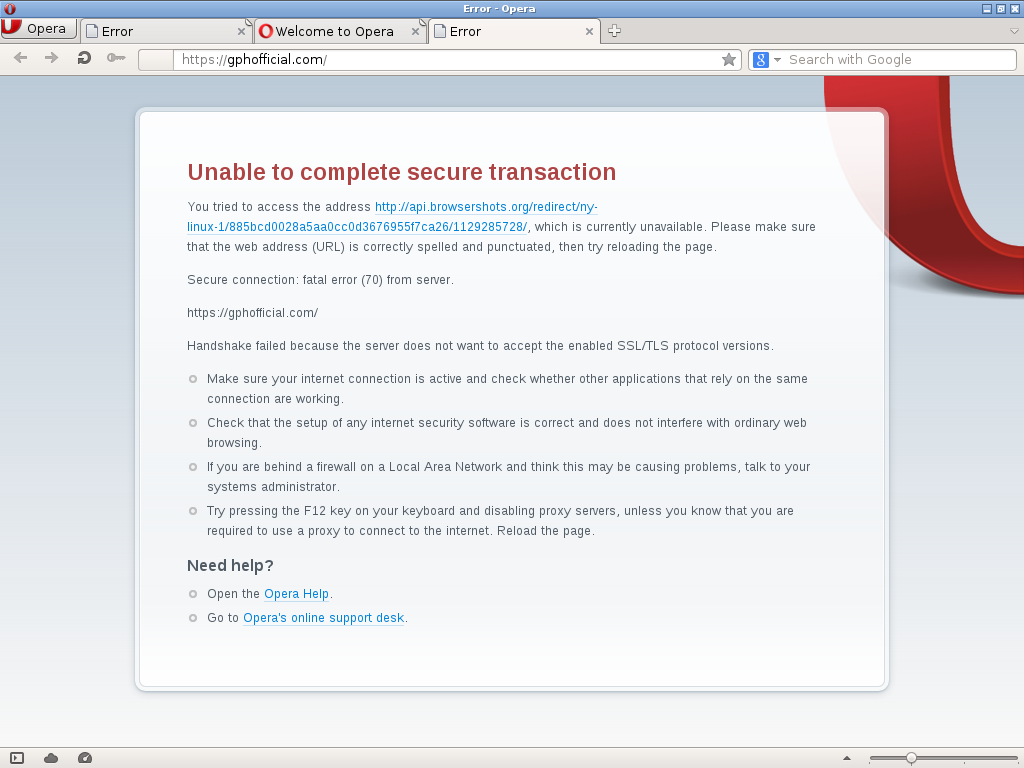 Error - Opera
Opera
Error
Welcome to Opera
Error
https://gphofficial.com/
g
Search with Google
Unable to complete secure transaction
You tried to access the address http://api.browsershots.org/redirect/ny-
linux-1/885bcd0028a5aa0cc0d3676955f7ca26/1129285728/, which is currently unavailable. Please make sure
that the web address (URL) is correctly spelled and punctuated, then try reloading the page.
Secure connection: fatal error (70) from server.
https://gphofficial.com/
Handshake failed because the server does not want to accept the enabled SSL/TLS protocol versions.
Make sure your internet connection is active and check whether other applications that rely on the same
connection are working.
Check that the setup of any internet security software is correct and does not interfere with ordinary web
browsing.
If you are behind a firewall on a Local Area Network and think this may be causing problems, talk to your
systems administrator.
Try pressing the F12 key on your keyboard and disabling proxy servers, unless you know that you are
required to use a proxy to connect to the internet. Reload the page.
Need help?
Open the Opera Help.
Go to Opera's online support desk.